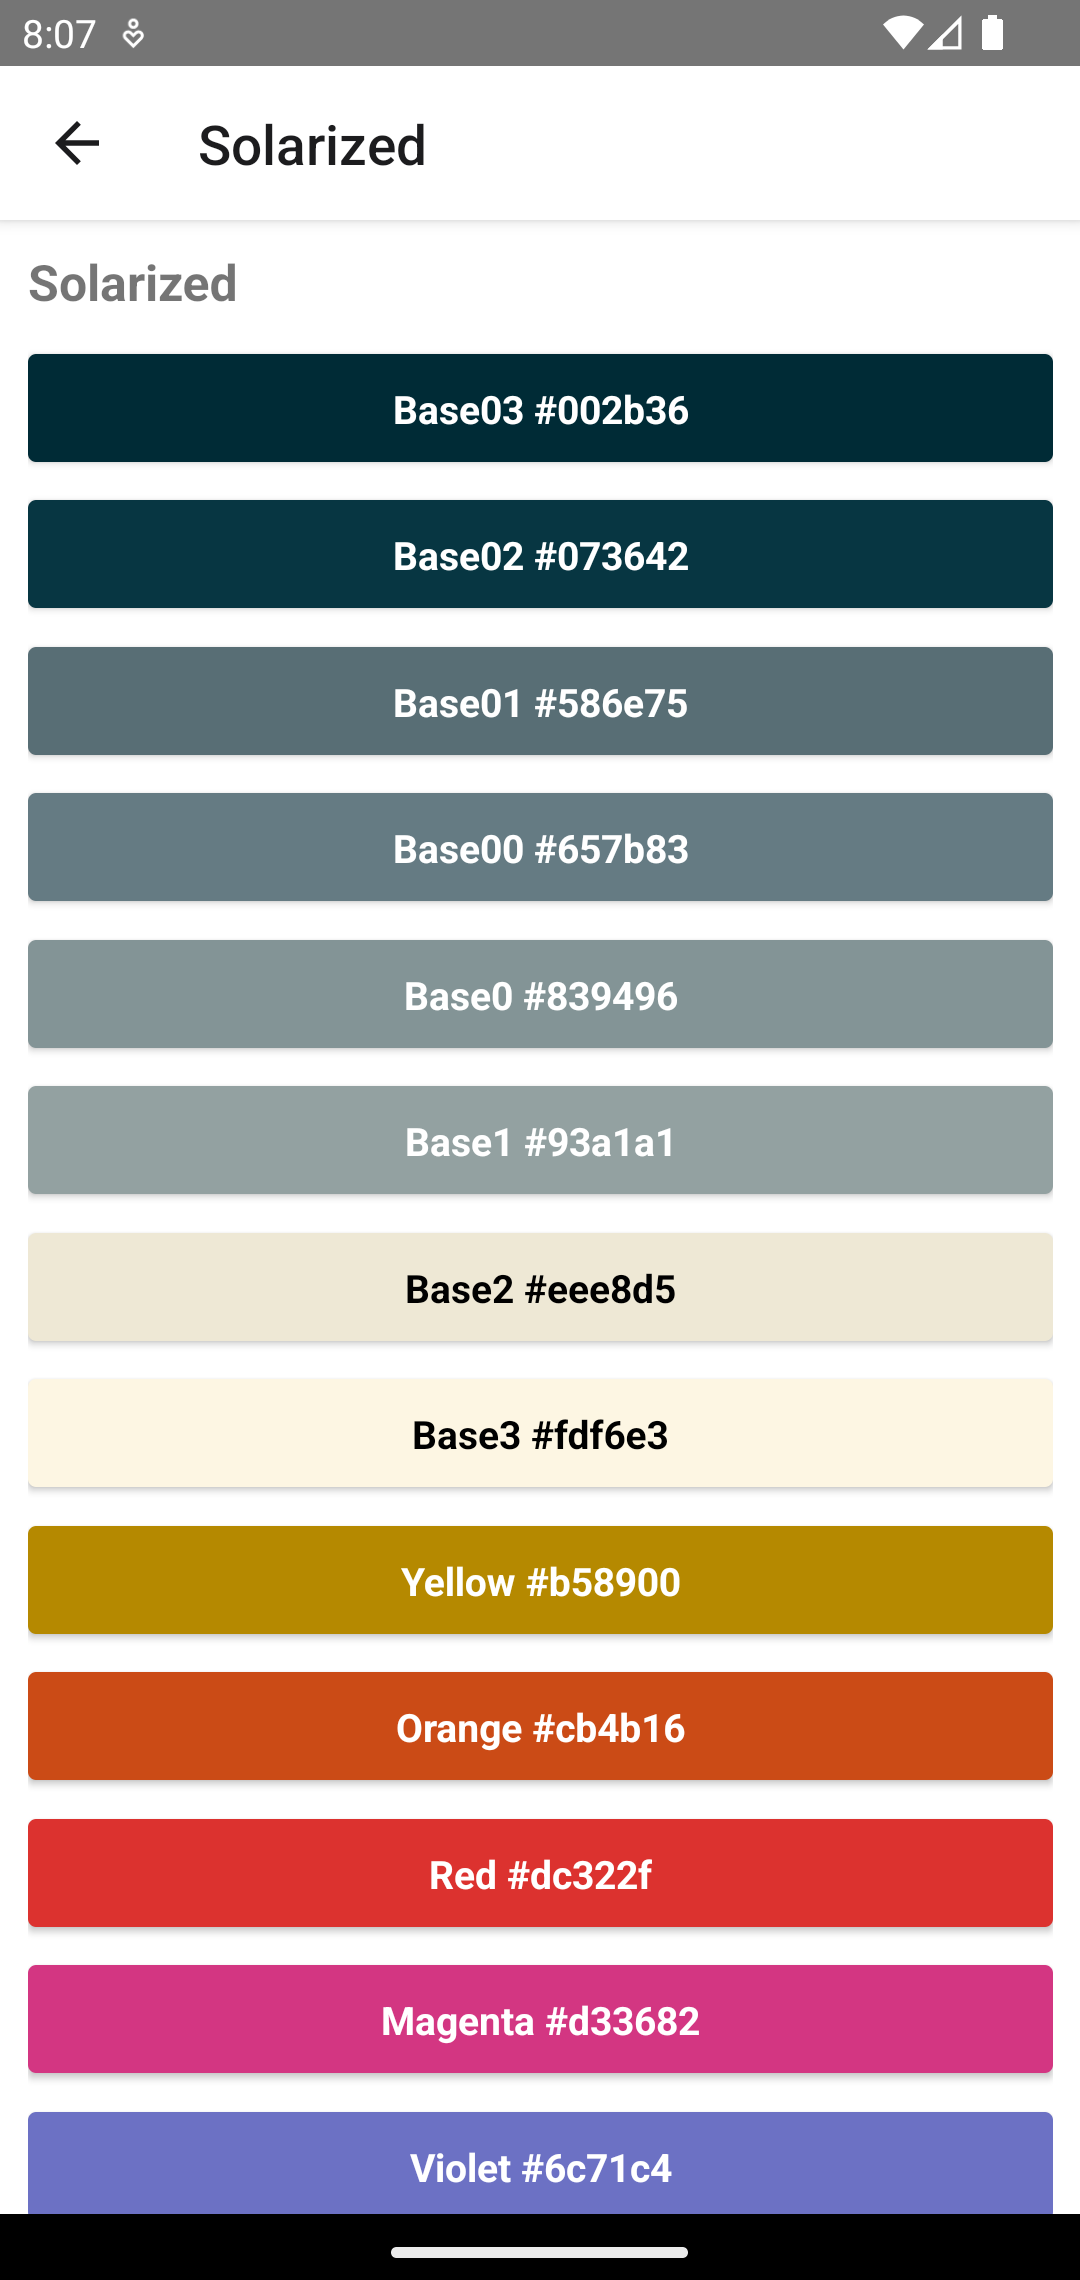 8:07
Solarized
Solarized
Base03 #002b36
Base02 #073642
Base01 #586e75
Base00 #657b83
Base0 #839496
Base1 #93a1a1
Base2 #eee8d5
Base3 #fdf6e3
Yellow #b58900
Orange #cb4b16
Red #dc322f
Magenta #d33682
Violet #6c71c4